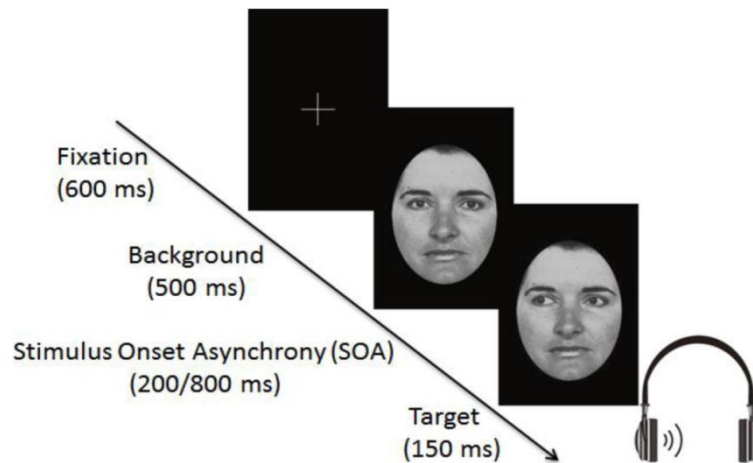 Fixation
(600 ms)
Background
(500 ms)
Stimulus Onset Asynchrony (SOA)
(200/800 ms)
Target
(150 ms)